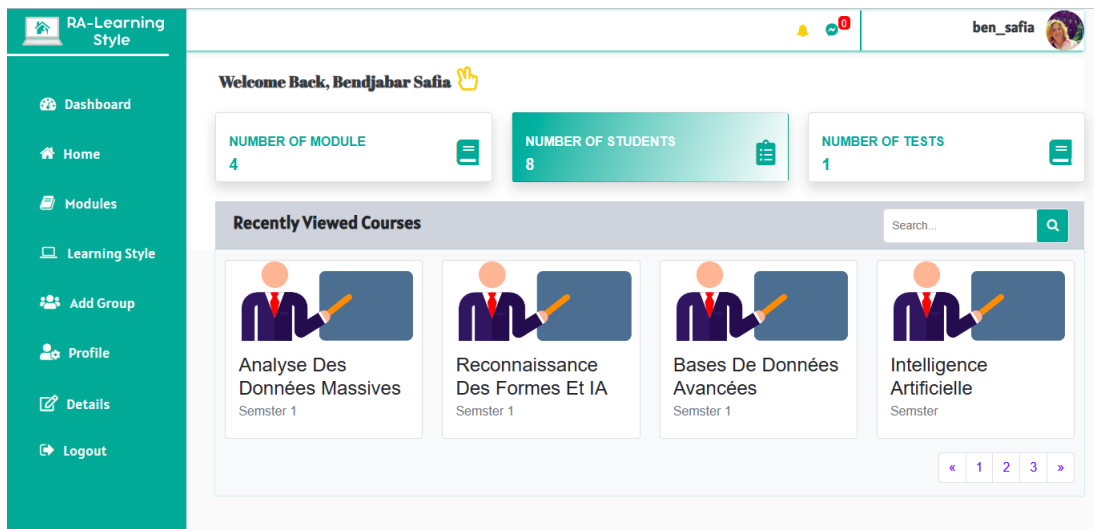 RA-Learning
Style
0
ben_safia
Dashboard
Home
Modules
Learning Style
Add Group
Profile
Details
Logout
Welcome Back, Bendjabar Safia
NUMBER OF MODULE
4
NUMBER OF STUDENTS
8
NUMBER OF TESTS
1
Recently Viewed Courses
Search...
Analyse Des
Données Massives
Semster 1
Reconnaissance
Des Formes Et IA
Semster 1
Bases De Données
Avancées
Semster 1
Intelligence
Artificielle
Semster
« 1 2 3 »